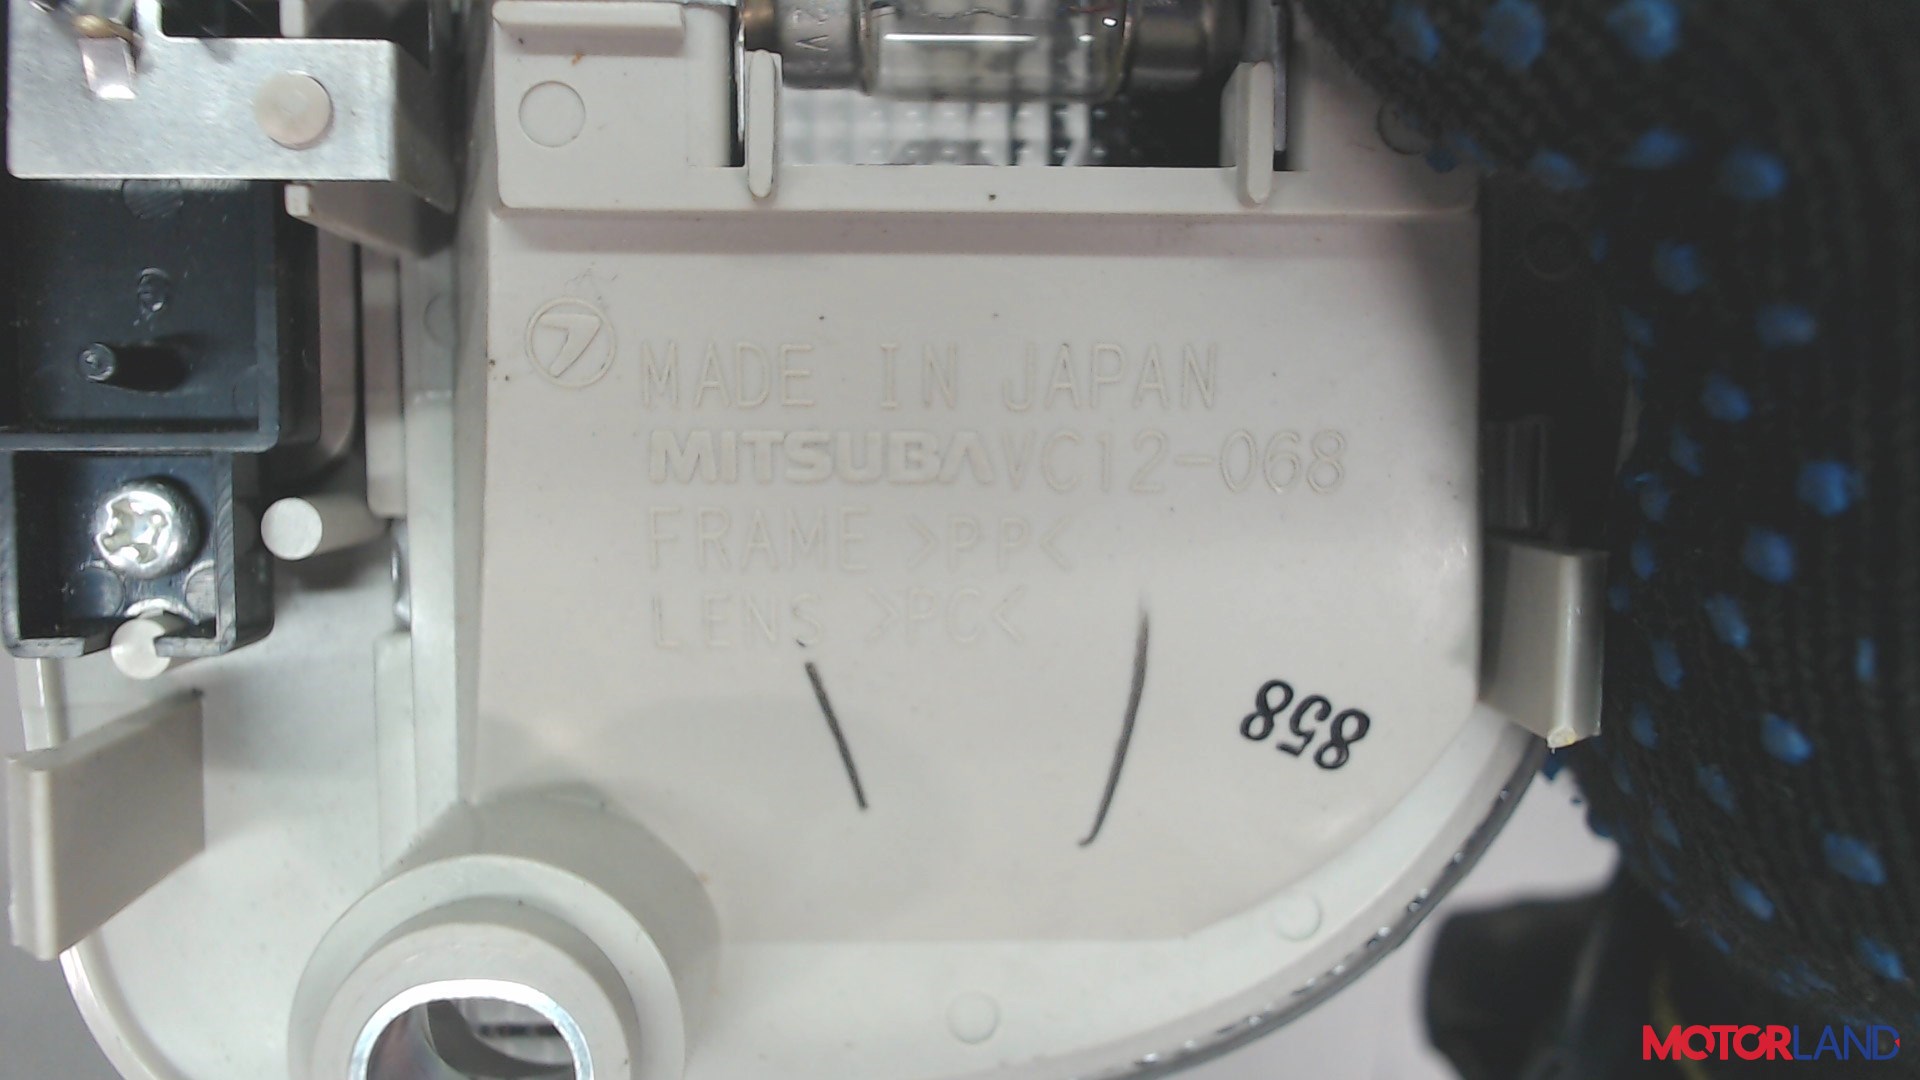 MADE IN JAPAN
MITSUBA VC12-068
FRAME >PP<
LENS >PC<
858
MOTORLAND